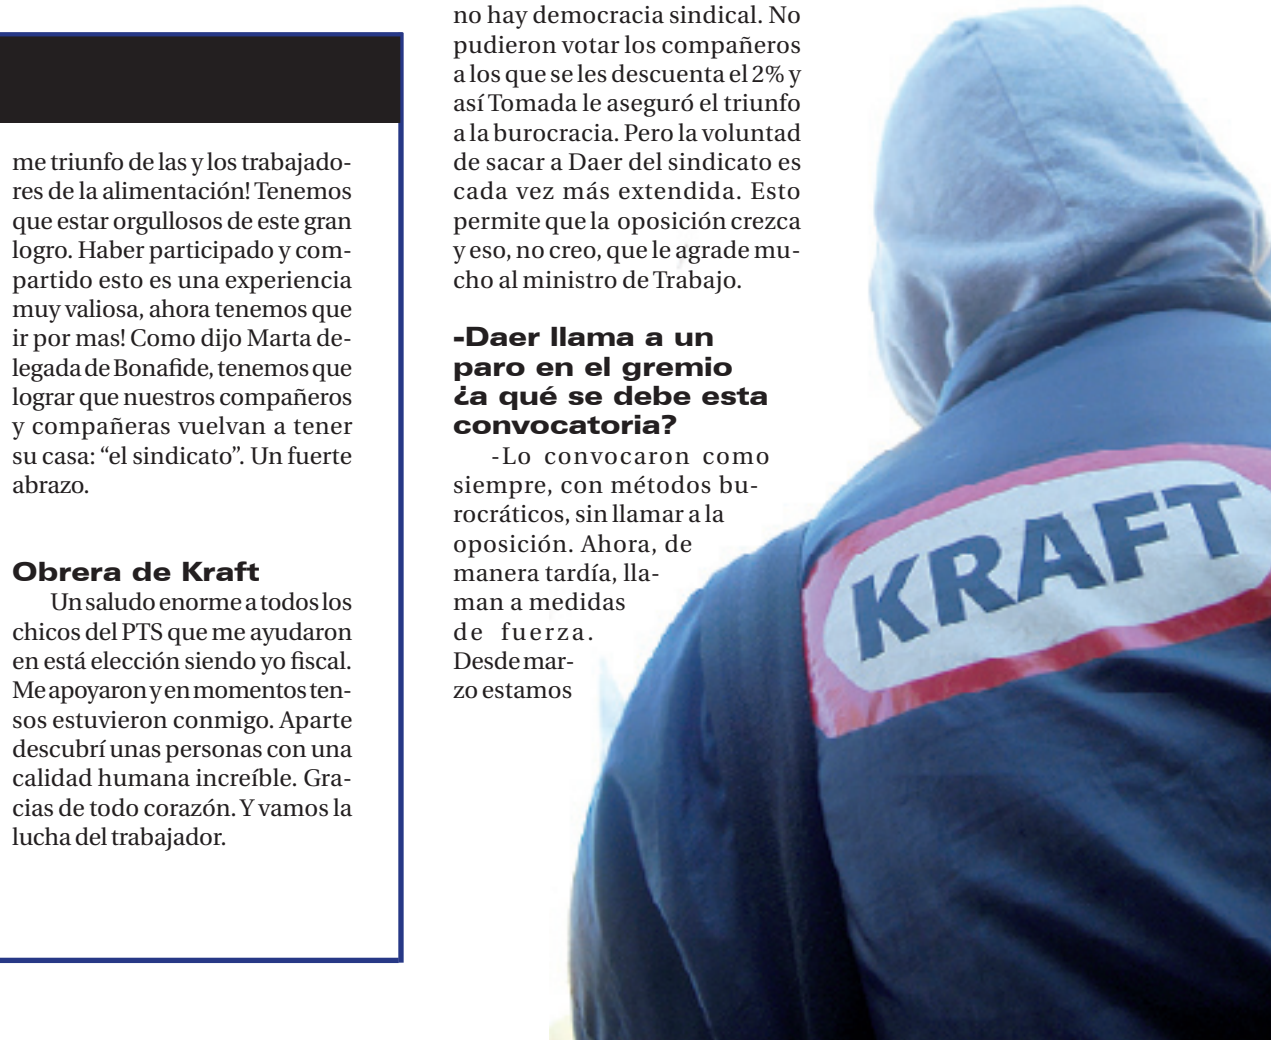 me triunfo de las y los trabajado-
res de la alimentación! Tenemos
que estar orgullosos de este gran
logro. Haber participado y com-
partido esto es una experiencia
muy valiosa, ahora tenemos que
ir por mas! Como dijo Marta de-
legada de Bonafide, tenemos que
lograr que nuestros compañeros
y compañeras vuelvan a tener
su casa: “el sindicato”. Un fuerte
abrazo.
Obrera de Kraft
Un saludo enorme a todos los
chicos del PTS que me ayudaron
en está elección siendo yo fiscal.
Me apoyaron y en momentos ten-
sos estuvieron conmigo. Aparte
descubrí unas personas con una
calidad humana increíble. Gra-
cias de todo corazón. Y vamos la
lucha del trabajador.
no hay democracia sindical. No
pudieron votar los compañeros
a los que se les descuenta el 2% y
así Tomada le aseguró el triunfo
a la burocracia. Pero la voluntad
de sacar a Daer del sindicato es
cada vez más extendida. Esto
permite que la oposición crezca
y eso, no creo, que le agrade mu-
cho al ministro de Trabajo.
-Daer llama a un
paro en el gremio
¿a qué se debe esta
convocatoria?
-Lo convocaron como
siempre, con métodos bu-
rocráticos, sin llamar a la
oposición. Ahora, de
manera tardía, lla-
man a medidas
de fuerza.
Desde mar-
zo estamos
KRAFT